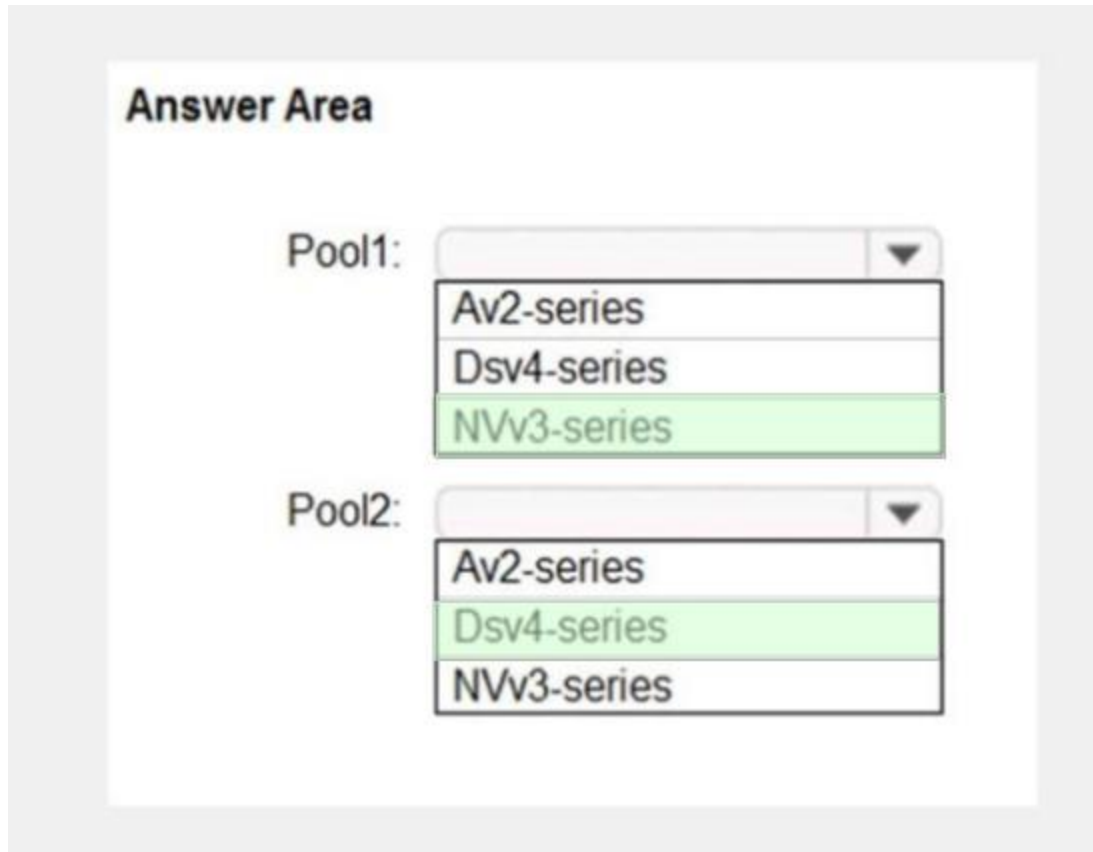 Answer Area
Pool1:
Av2-series
Dsv4-series
NVv3-series
Pool2:
Av2-series
Dsv4-series
NVv3-series